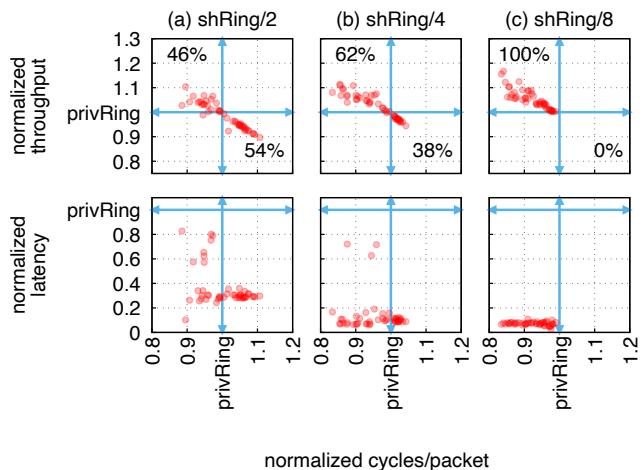 (a) shRing/2 (b) shRing/4 (c) shRing/8
1.3
1.2
1.1
privRing
0.9
0.8
normalized
throughput
46% 62% 100%
54% 38% 0%
privRing
0.8
0.6
0.4
0.2
0
normalized
latency
0.8 0.9 privRing 1.1 1.2 0.8 0.9 privRing 1.1 1.2 0.8 0.9 privRing 1.1 1.2
normalized cycles/packet